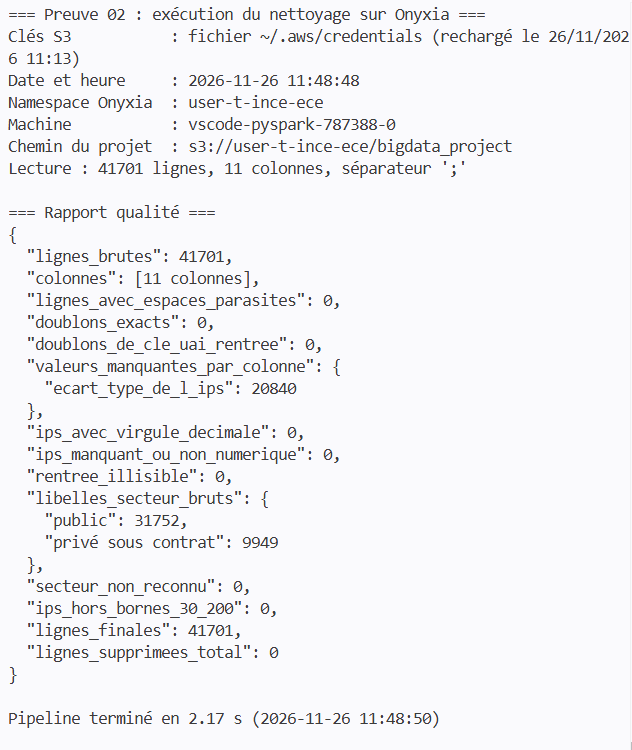 === Preuve 02 : exécution du nettoyage sur Onyxia ===
Clés S3          : fichier ~/.aws/credentials (rechargé le 26/11/202
6 11:13)
Date et heure    : 2026-11-26 11:48:48
Namespace Onyxia : user-t-ince-ece
Machine          : vscode-pyspark-787388-0
Chemin du projet : s3://user-t-ince-ece/bigdata_project
Lecture : 41701 lignes, 11 colonnes, séparateur ';'

=== Rapport qualité ===
{
  "lignes_brutes": 41701,
  "colonnes": [11 colonnes],
  "lignes_avec_espaces_parasites": 0,
  "doublons_exacts": 0,
  "doublons_de_cle_uai_rentree": 0,
  "valeurs_manquantes_par_colonne": {
    "ecart_type_de_l_ips": 20840
  },
  "ips_avec_virgule_decimale": 0,
  "ips_manquant_ou_non_numerique": 0,
  "rentree_illisible": 0,
  "libelles_secteur_bruts": {
    "public": 31752,
    "privé sous contrat": 9949
  },
  "secteur_non_reconnu": 0,
  "ips_hors_bornes_30_200": 0,
  "lignes_finales": 41701,
  "lignes_supprimees_total": 0
}

Pipeline terminé en 2.17 s (2026-11-26 11:48:50)